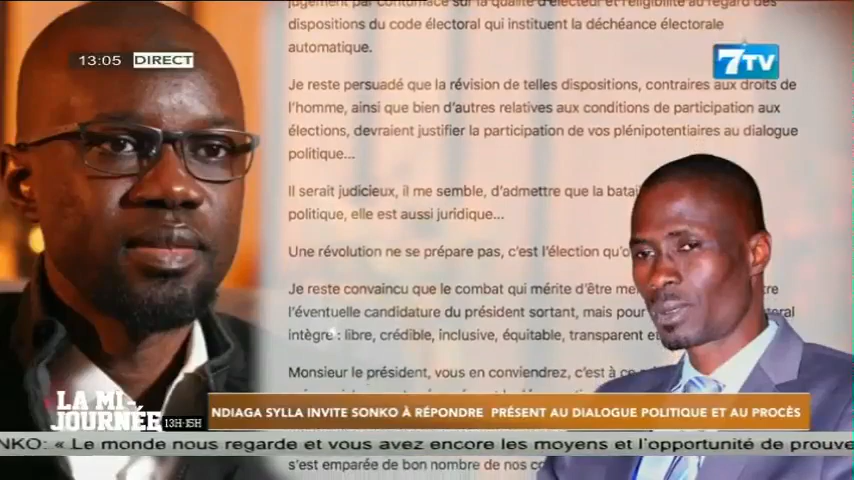 jugement par contumace sur la qualité d'électeur et l'éligibilité au regard des
dispositions du code électoral qui instituent la déchéance électorale
automatique.
13:05 DIRECT
7TV
Je reste persuadé que la révision de telles dispositions, contraires aux droits de
l'homme, ainsi que bien d'autres relatives aux conditions de participation aux
élections, devraient justifier la participation de vos plénipotentiaires au dialogue
politique...
Il serait judicieux, il me semble, d'admettre que la
politique, elle est aussi juridique...
Une révolution ne se prépare pas, c'est l'élection
Je reste convaincu que le combat qui mérite d'être
l'éventuelle candidature du président sortant, mais pour
intègre : libre, crédible, inclusive, équitable, transparent
Monsieur le président, vous en conviendrez, c'est à
LA MI-
JOURNÉE 13H-15H
NDIAGA SYLLA INVITE SONKO À RÉPONDRE PRÉSENT AU DIALOGUE POLITIQUE ET AU PROCÈS
NKO: « Le monde nous regarde et vous avez encore les moyens et l'opportunité de prouve
s'est emparée de bon nombre de nos